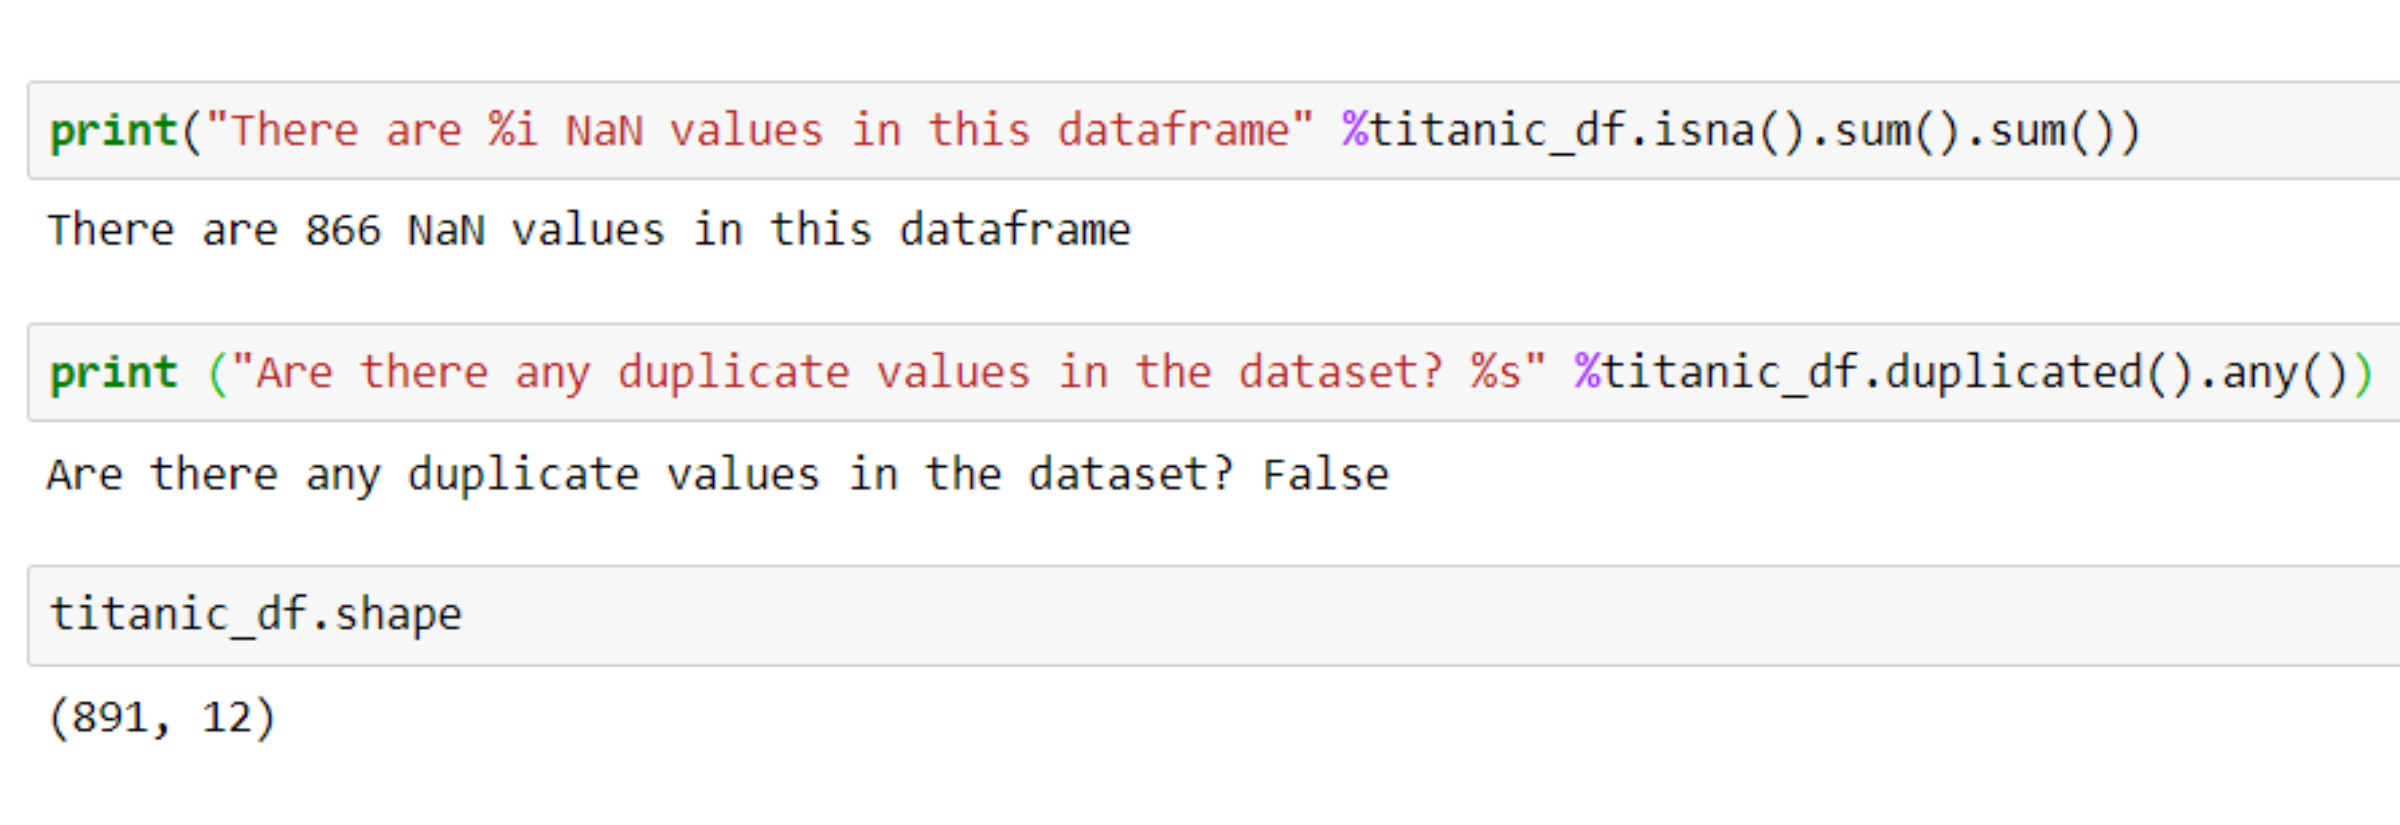 print("There are %i NaN values in this dataframe" %titanic_df.isna().sum().sum())
There are 866 NaN values in this dataframe
print ("Are there any duplicate values in the dataset? %s" %titanic_df.duplicated().any())
Are there any duplicate values in the dataset? False
titanic_df.shape
(891, 12)